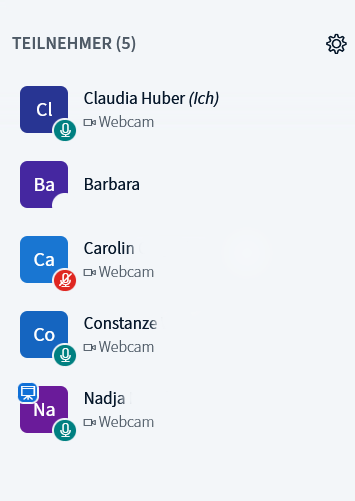 TEILNEHMER (5)
Cl
Claudia Huber (Ich)
Webcam
Ba
Barbara
Ca
Carolin
Webcam
Co
Constanze
Webcam
Na
Nadja
Webcam